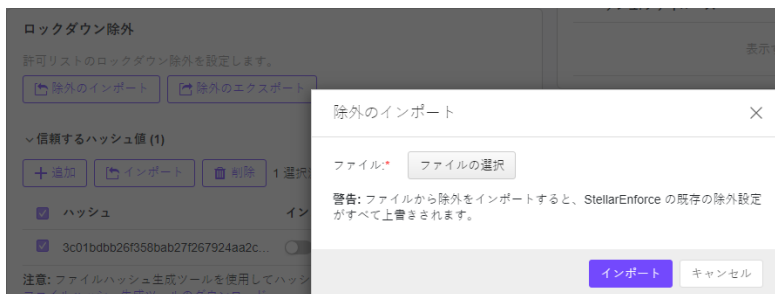 ロックダウン除外
許可リストのロックダウン除外を設定します。
表示
除外のインポート
除外のエクスポート
信頼するハッシュ値 (1)
追加
インポート
削除
1 選択
ハッシュ
イン
3c01bdbb26f358bab27f267924aa2c...
注意: ファイルハッシュ生成ツールを使用してハッシ
除外のインポート
ファイル:*
ファイルの選択
警告: ファイルから除外をインポートすると、StellarEnforce の既存の除外設定
がすべて上書きされます。
インポート
キャンセル